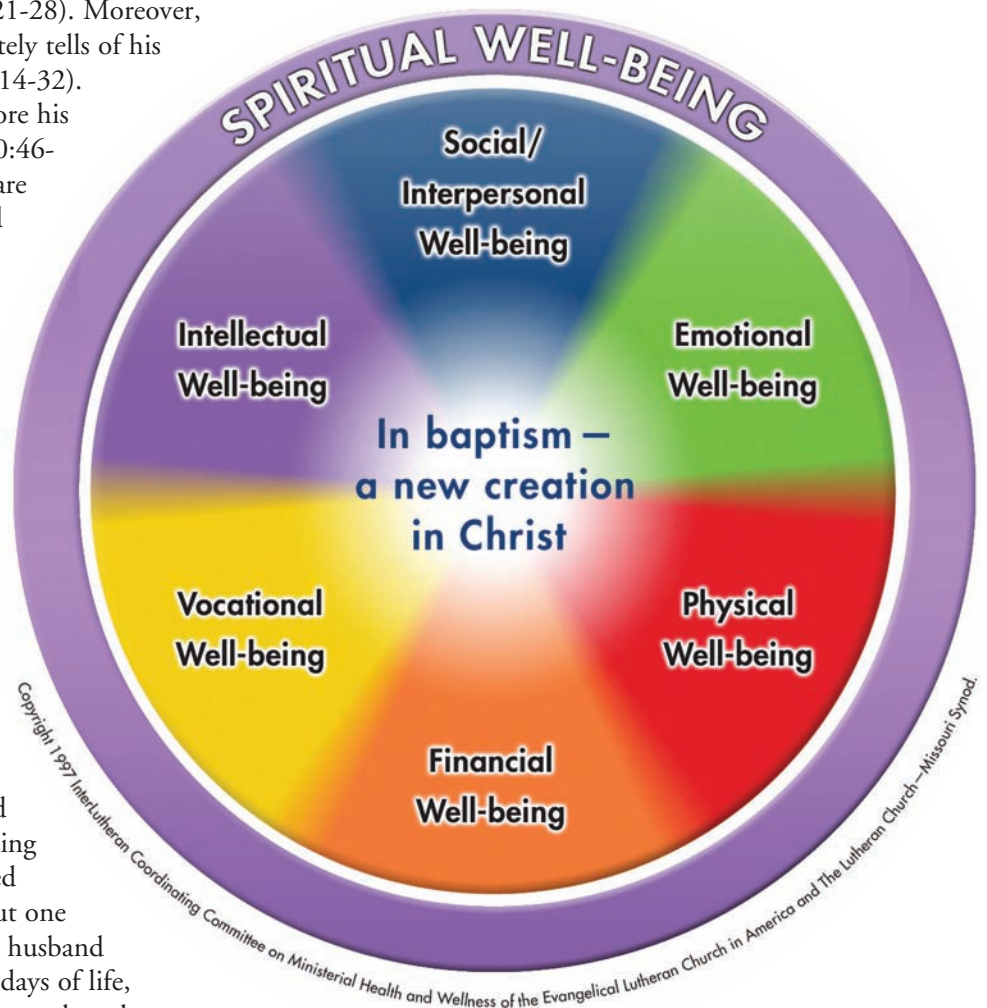 21-28). Moreover,
tely tells of his
14-32).
ore his
0:46-
are
SPIRITUAL WELL-BEING
Social/
Interpersonal
Well-being
Intellectual
Well-being
Emotional
Well-being
In baptism –
a new creation
in Christ
Vocational
Well-being
Physical
Well-being
Financial
Well-being
ing
ed
ut one
husband
days of life,
Copyright 1997 InterLutheran Coordinating Committee on Ministerial Health and Wellness of the Evangelical Lutheran Church in America and The Lutheran Church—Missouri Synod.